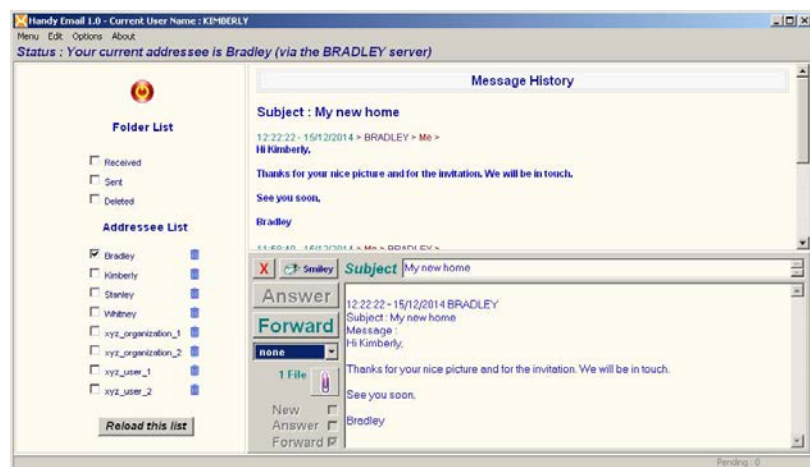 Handy Email 1.0 - Current User Name : KIMBERLY
Menu Edit Options About
Status : Your current addressee is Bradley (via the BRADLEY server)
Folder List
Received
Sent
Deleted
Addressee List
Bradley
Kimberly
Stanley
Whitney
xyz_organization_1
xyz_organization_2
xyz_user_1
xyz_user_2
Reload this list
Message History
Subject : My new home
12:22:22 - 15/12/2014 > BRADLEY > Me >
Hi Kimberly,
Thanks for your nice picture and for the invitation. We will be in touch.
See you soon,
Bradley
X Smiley Subject My new home
Answer
Forward
none
1 File
New
Answer
Forward
12:22:22 - 15/12/2014 BRADLEY
Subject : My new home
Message :
Hi Kimberly,
Thanks for your nice picture and for the invitation. We will be in touch.
See you soon,
Bradley
Pending : 0